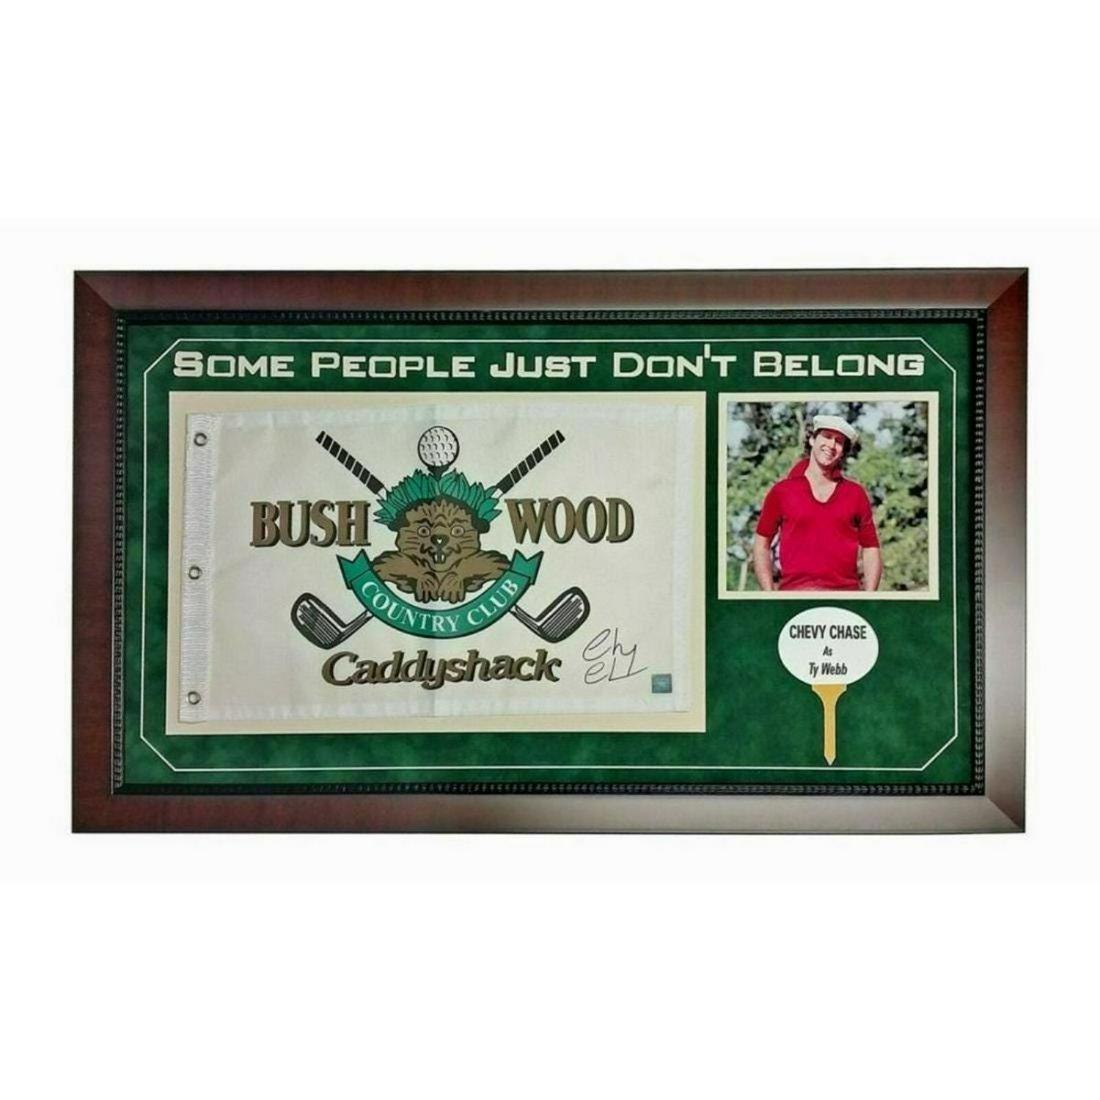 SOME PEOPLE JUST DON'T BELONG
BUSH WOOD
COUNTRY CLUB
Caddyshack
CHEVY CHASE
As
Ty Webb